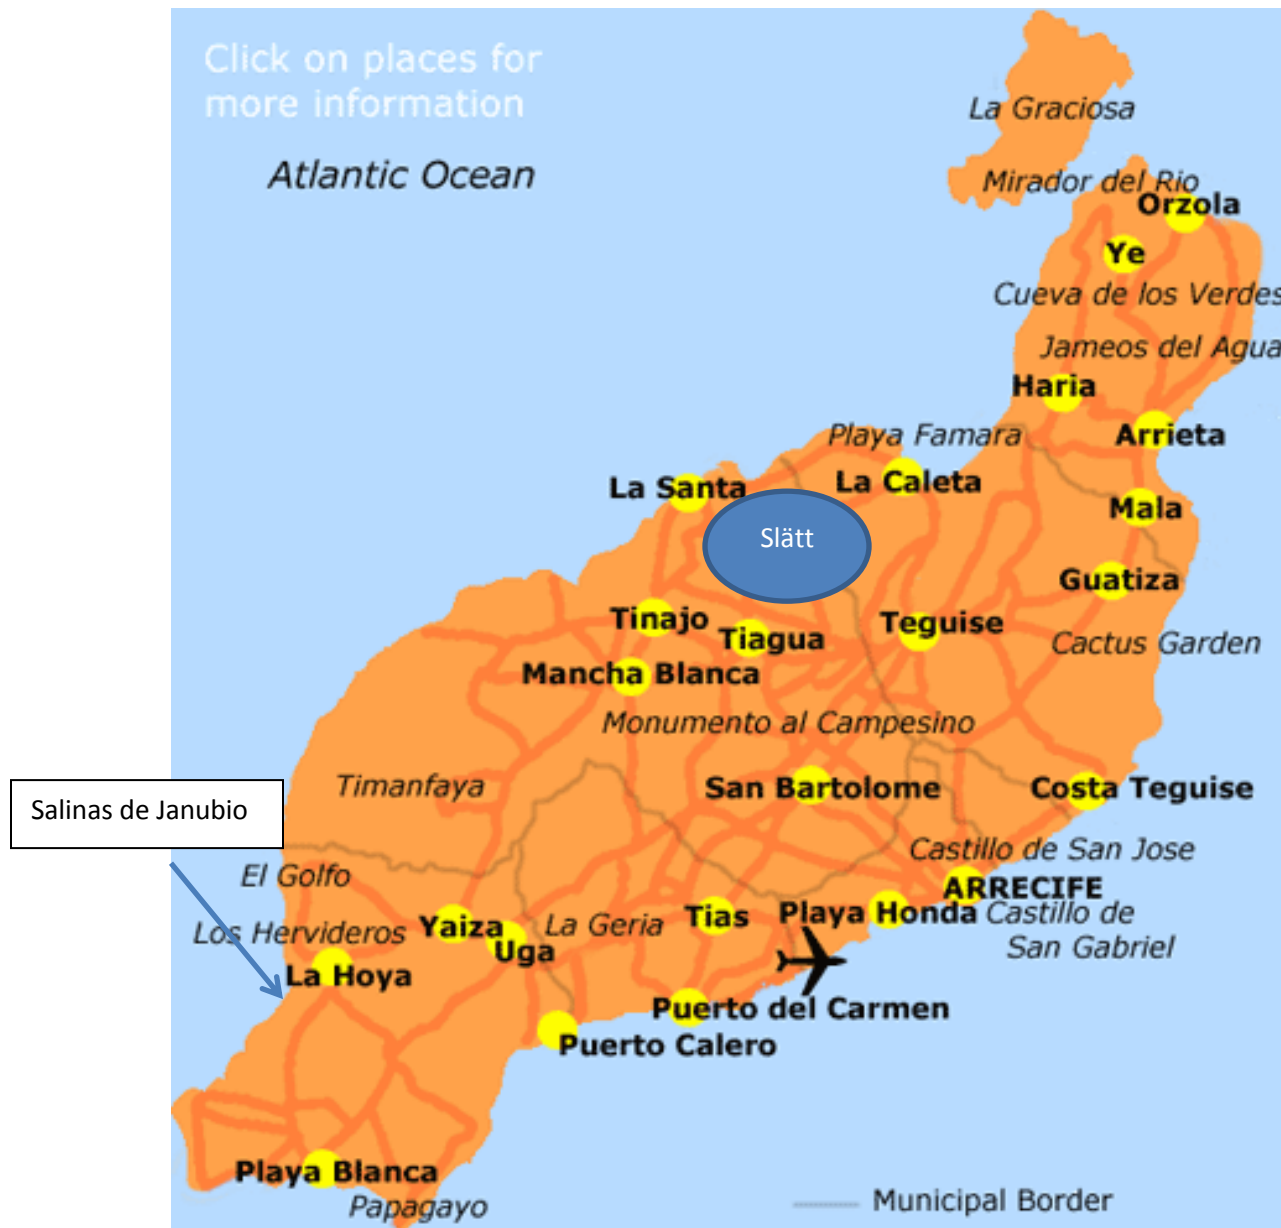 Click on places for
more information
Atlantic Ocean
La Graciosa
Mirador del Rio
Orzola
Ye
Cueva de los Verdes
Jameos del Agua
Haria
Playa Famara
Arrieta
La Santa
La Caleta
Mala
Slätt
Guatiza
Tinajo
Tiagua
Teguise
Cactus Garden
Mancha Blanca
Monumento al Campesino
Timanfaya
San Bartolome
Costa Teguise
Salinas de Janubio
Castillo de San Jose
El Golfo
ARRECIFE
Los Hervideros
Yaiza
Uga
La Geria
Tias
Playa Honda
Castillo de
San Gabriel
La Hoya
Puerto del Carmen
Puerto Calero
Playa Blanca
Papagayo
Municipal Border